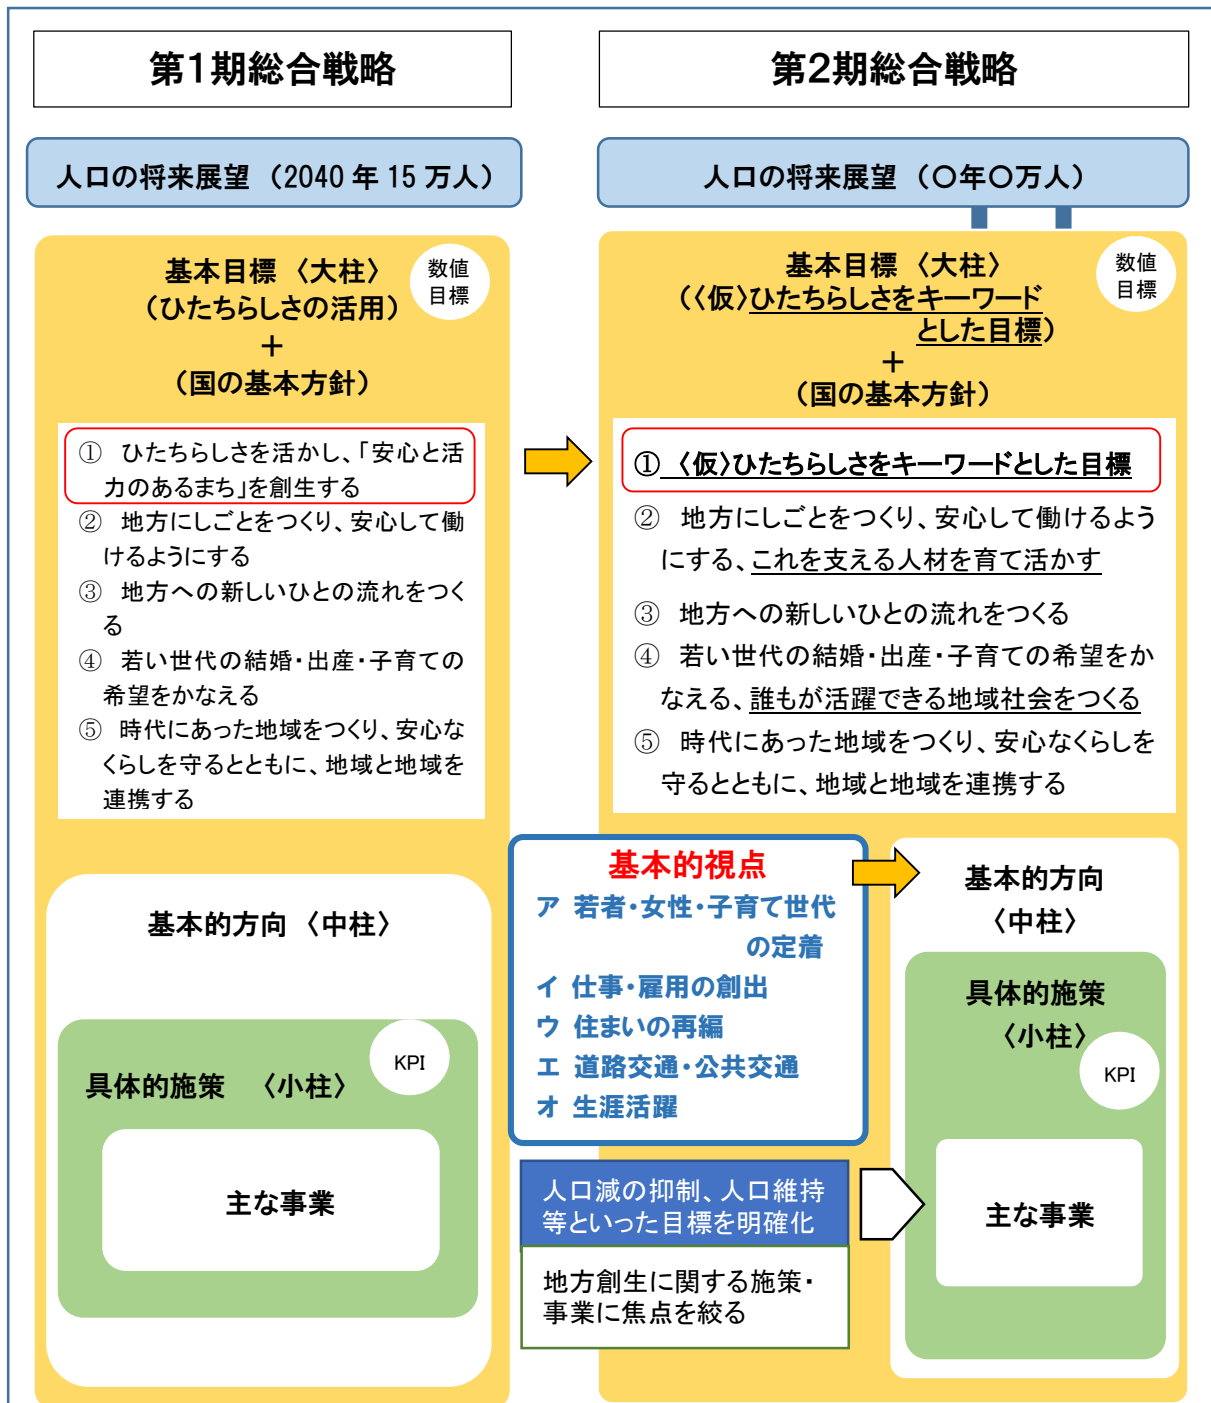 第1期総合戦略
人口の将来展望 （2040 年 15 万人）
基本目標 〈大柱〉
（ひたちらしさの活用）
＋
（国の基本方針）
数値
目標
① ひたちらしさを活かし、「安心と活
力のあるまち」を創生する
② 地方にしごとをつくり、安心して働
けるようにする
③ 地方への新しいひとの流れをつく
る
④ 若い世代の結婚・出産・子育ての
希望をかなえる
⑤ 時代にあった地域をつくり、安心な
くらしを守るとともに、地域と地域を
連携する
基本的方向 〈中柱〉
具体的施策 〈小柱〉
KPI
主な事業
第2期総合戦略
人口の将来展望 （〇年〇万人）
基本目標 〈大柱〉
（〈仮〉ひたちらしさをキーワード
とした目標）
＋
（国の基本方針）
数値
目標
① 〈仮〉ひたちらしさをキーワードとした目標
② 地方にしごとをつくり、安心して働けるよう
にする、これを支える人材を育て活かす
③ 地方への新しいひとの流れをつくる
④ 若い世代の結婚・出産・子育ての希望をか
なえる、誰もが活躍できる地域社会をつくる
⑤ 時代にあった地域をつくり、安心なくらしを
守るとともに、地域と地域を連携する
基本的視点
ア 若者・女性・子育て世代
の定着
イ 仕事・雇用の創出
ウ 住まいの再編
エ 道路交通・公共交通
オ 生涯活躍
人口減の抑制、人口維持
等といった目標を明確化
地方創生に関する施策・
事業に焦点を絞る
基本的方向
〈中柱〉
具体的施策
〈小柱〉
KPI
主な事業